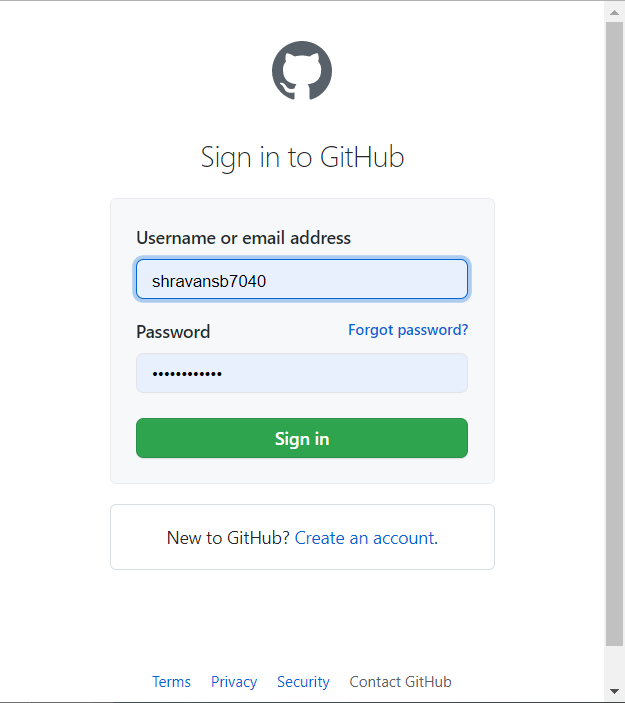 Sign in to GitHub
Username or email address
shravansb7040
Password Forgot password?
••••••••••••
Sign in
New to GitHub? Create an account.
Terms Privacy Security Contact GitHub